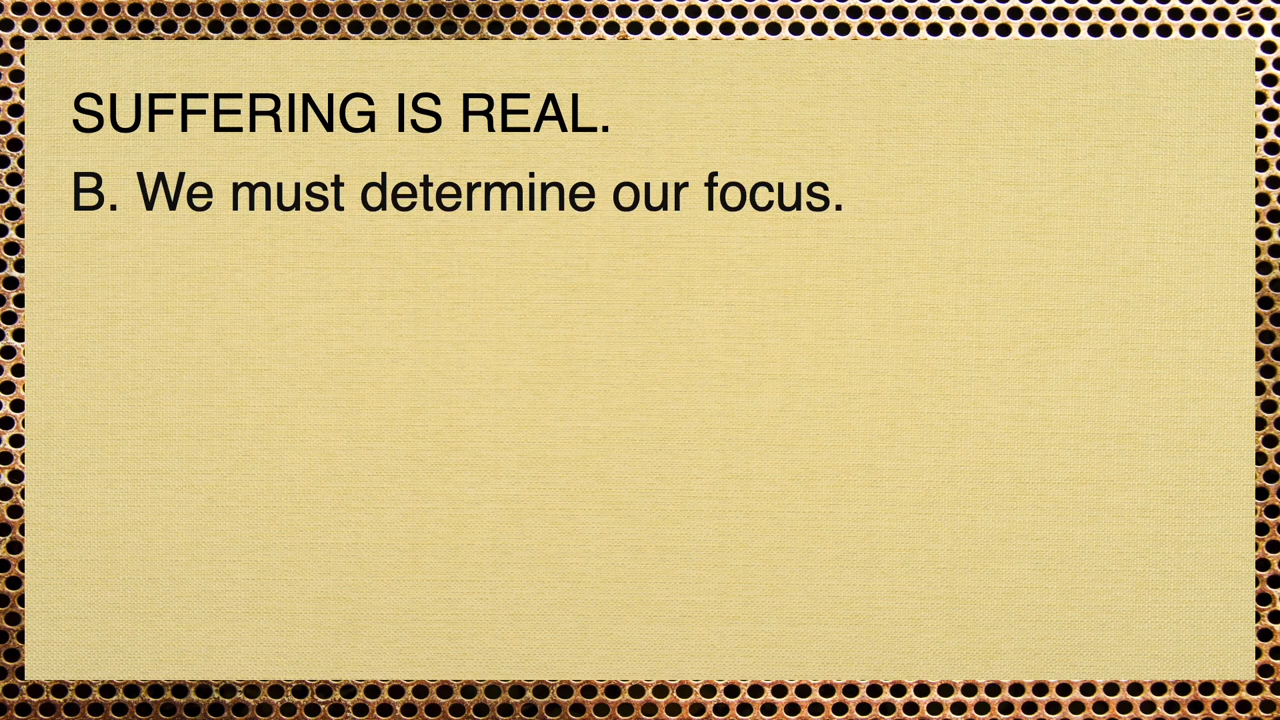 SUFFERING IS REAL.
B. We must determine our focus.